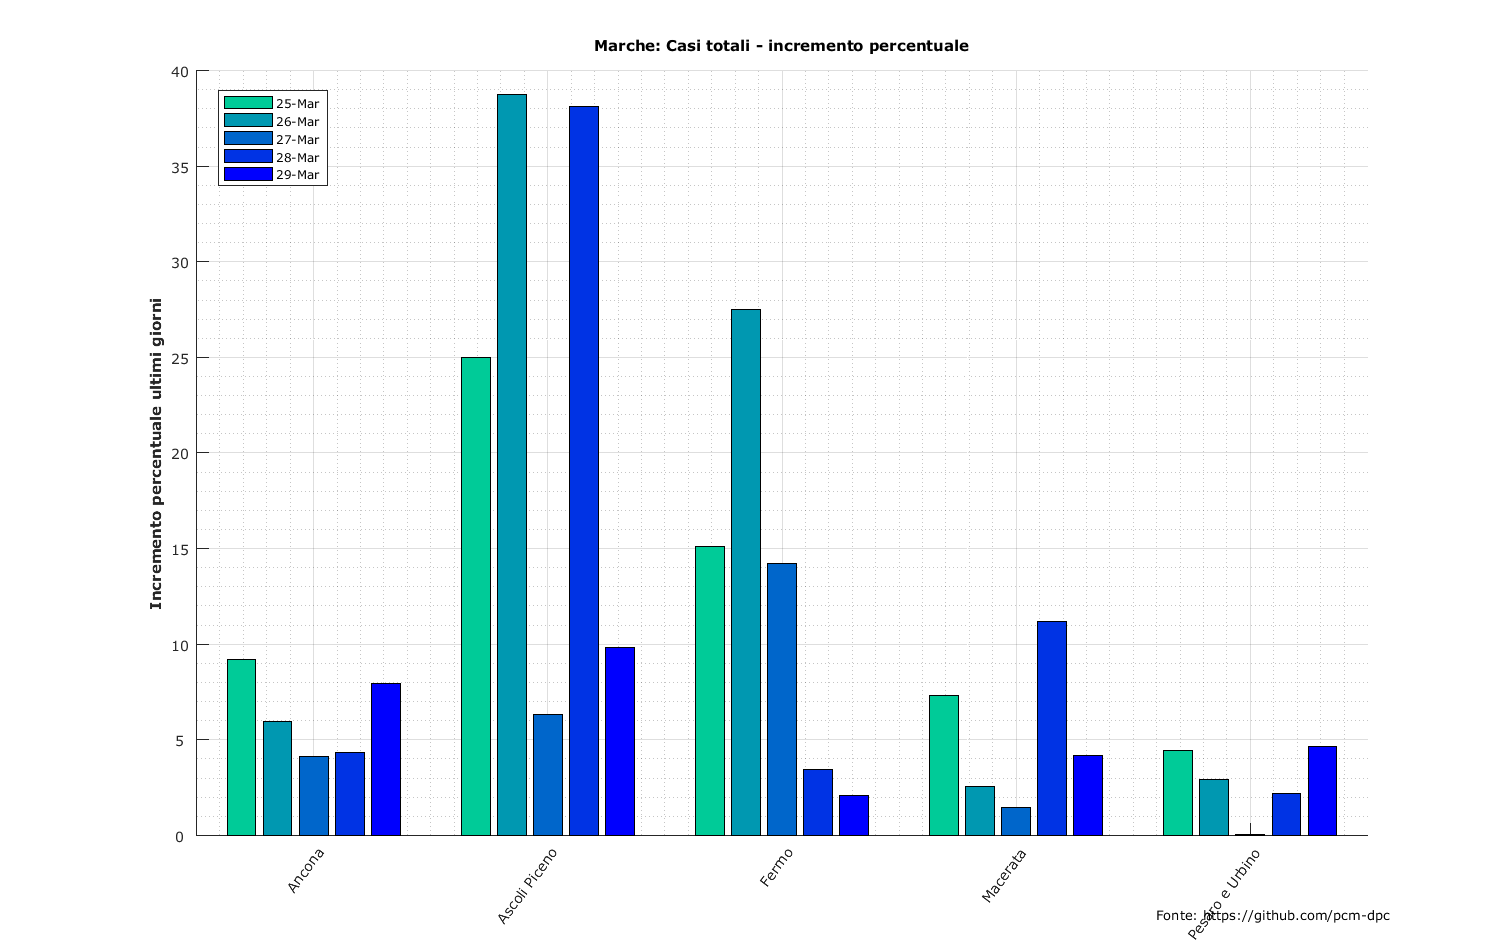 Marche: Casi totali - incremento percentuale
40
35
30
25
20
15
10
5
0
Incremento percentuale ultimi giorni
25-Mar
26-Mar
27-Mar
28-Mar
29-Mar
Ancona
Ascoli Piceno
Fermo
Macerata
Pesaro e Urbino
Fonte: https://github.com/pcm-dpc